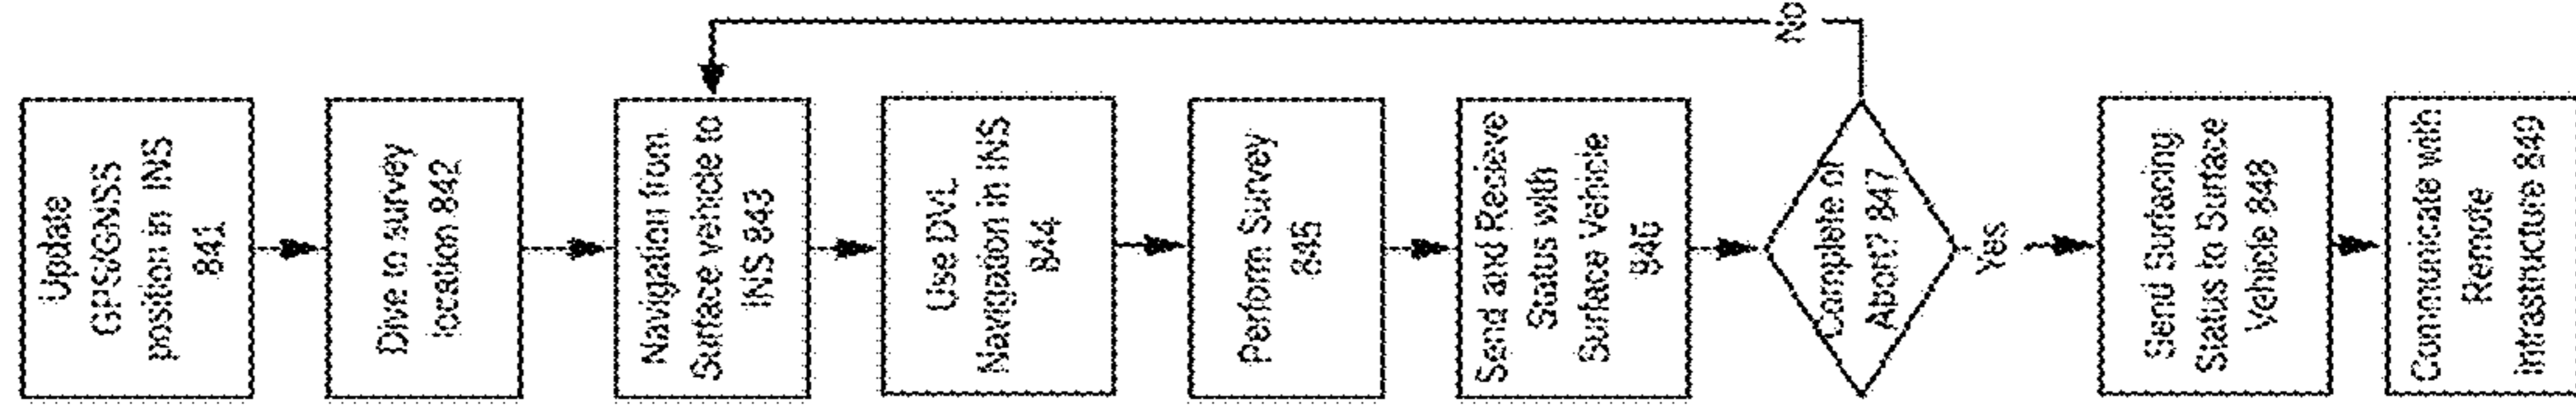 Update
GPS/GNSS
position in INS
841
Dive to survey
location 842
Navigation from
Surface vehicle to
INS 843
Use DVL
Navigation in INS
844
Perform Survey
845
Send and Recieve
Status with
Surface Vehicle
846
Complete or
Abort? 847
No
Yes
Send Surfacing
Status to Surface
Vehicle 848
Communicate with
Remote
Infrastructure 849